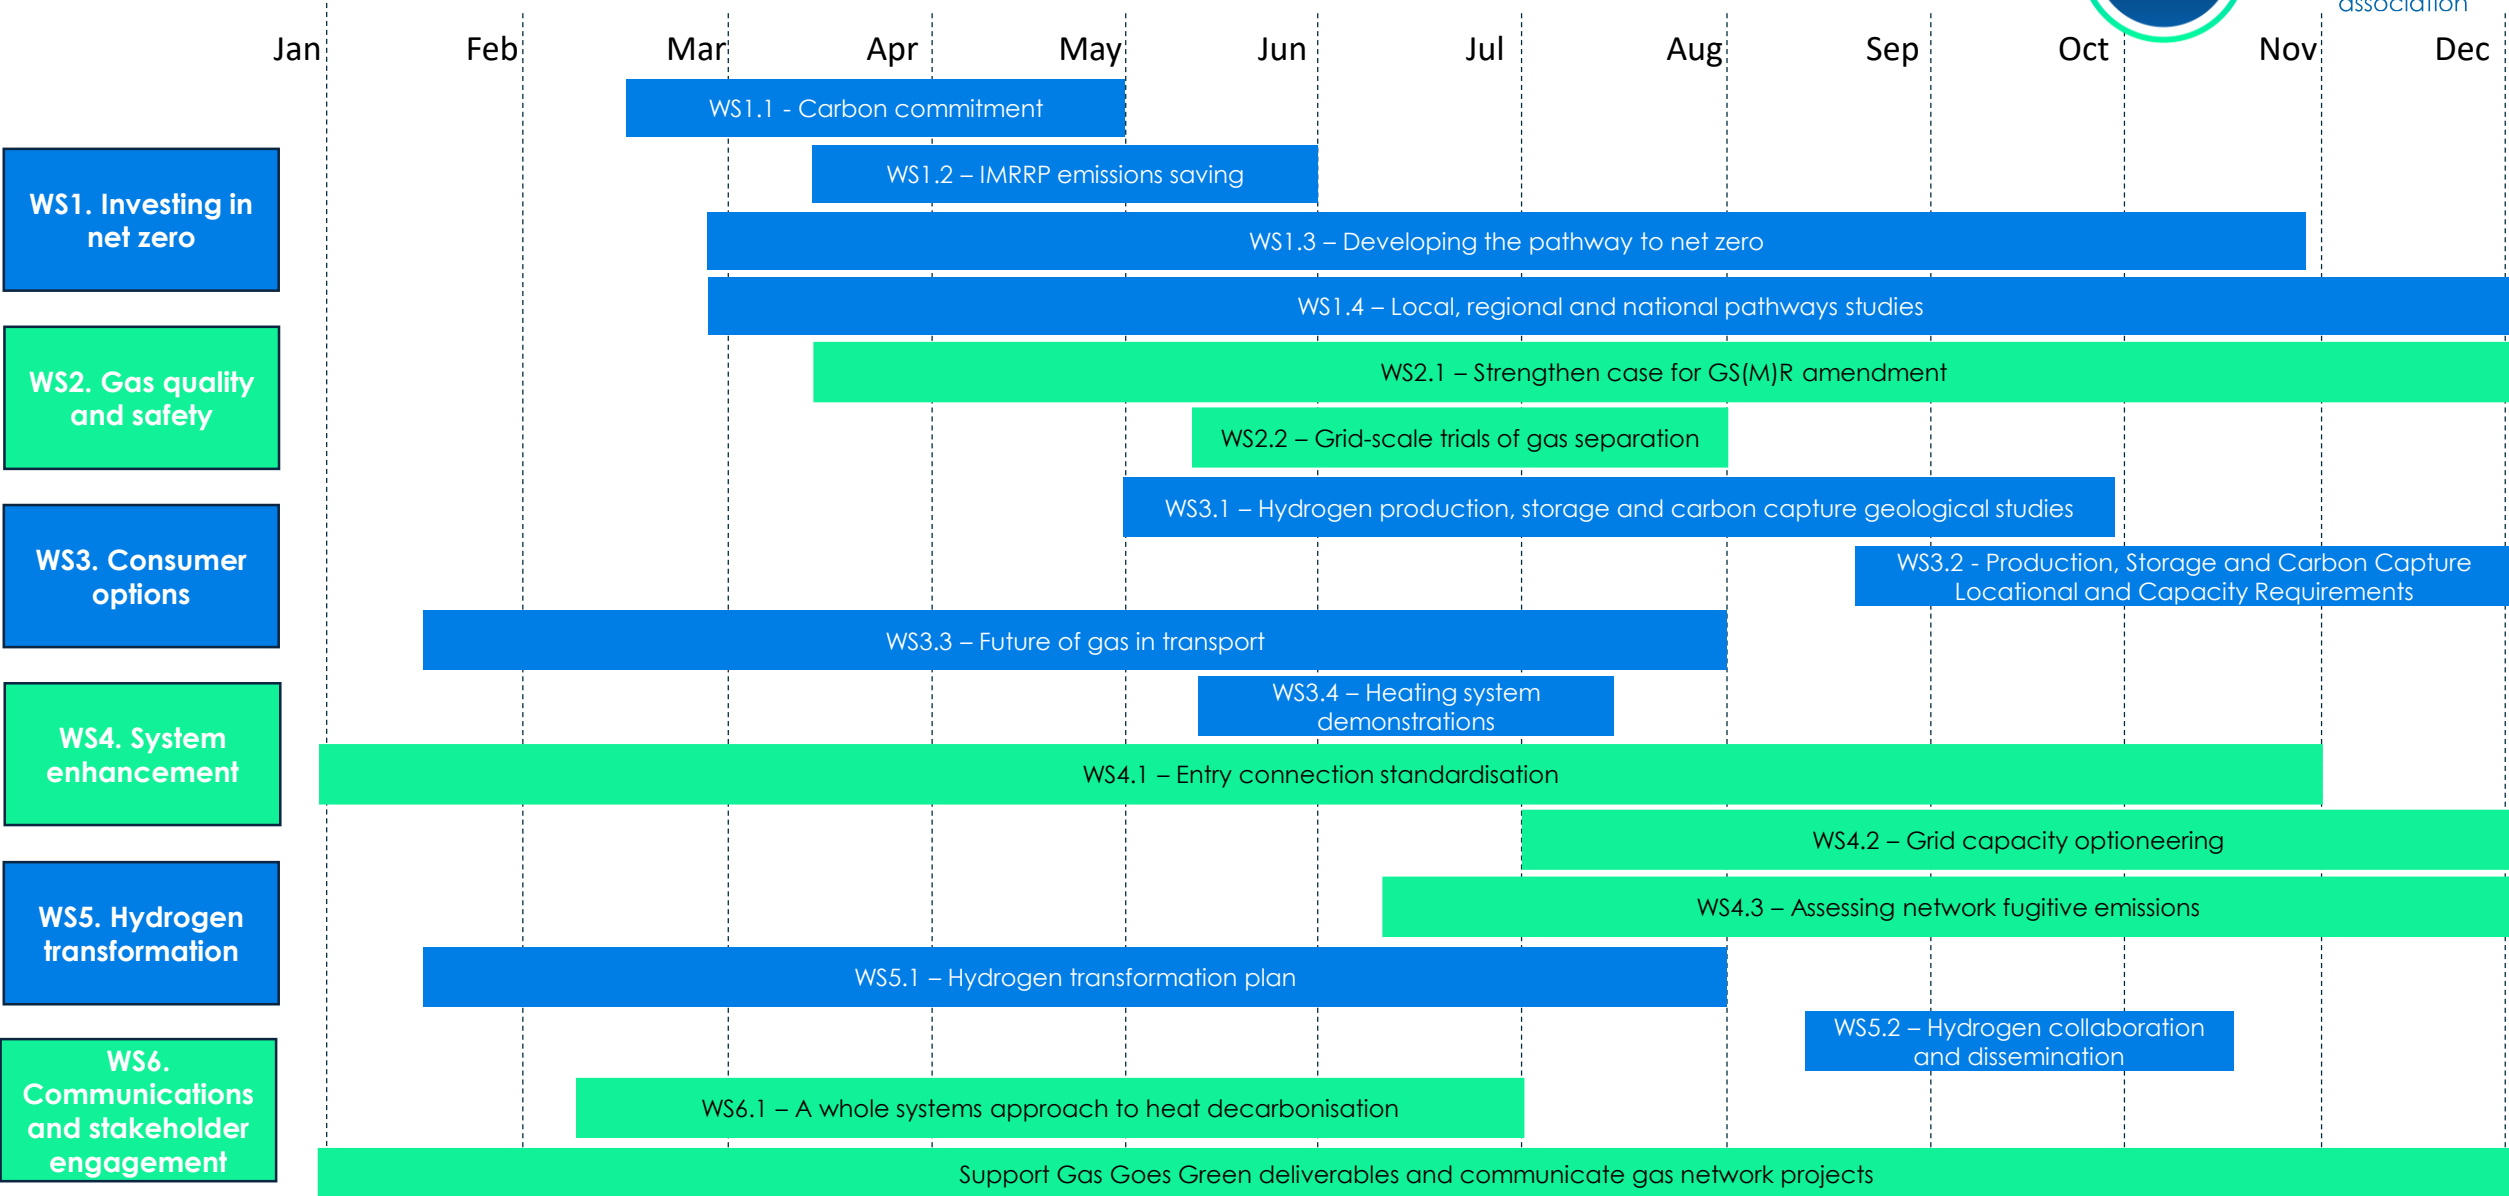 association
Jan
Feb
Mar
Apr
May
Jun
Jul
Aug
Sep
Oct
Nov
Dec
WS1. Investing in
net zero
WS2. Gas quality
and safety
WS3. Consumer
options
WS4. System
enhancement
WS5. Hydrogen
transformation
WS6.
Communications
and stakeholder
engagement
WS1.1 - Carbon commitment
WS1.2 – IMRRP emissions saving
WS1.3 – Developing the pathway to net zero
WS1.4 – Local, regional and national pathways studies
WS2.1 – Strengthen case for GS(M)R amendment
WS2.2 – Grid-scale trials of gas separation
WS3.1 – Hydrogen production, storage and carbon capture geological studies
WS3.2 - Production, Storage and Carbon Capture
Locational and Capacity Requirements
WS3.3 – Future of gas in transport
WS3.4 – Heating system
demonstrations
WS4.1 – Entry connection standardisation
WS4.2 – Grid capacity optioneering
WS4.3 – Assessing network fugitive emissions
WS5.1 – Hydrogen transformation plan
WS5.2 – Hydrogen collaboration
and dissemination
WS6.1 – A whole systems approach to heat decarbonisation
Support Gas Goes Green deliverables and communicate gas network projects